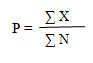 P = ∑ X / ∑ N